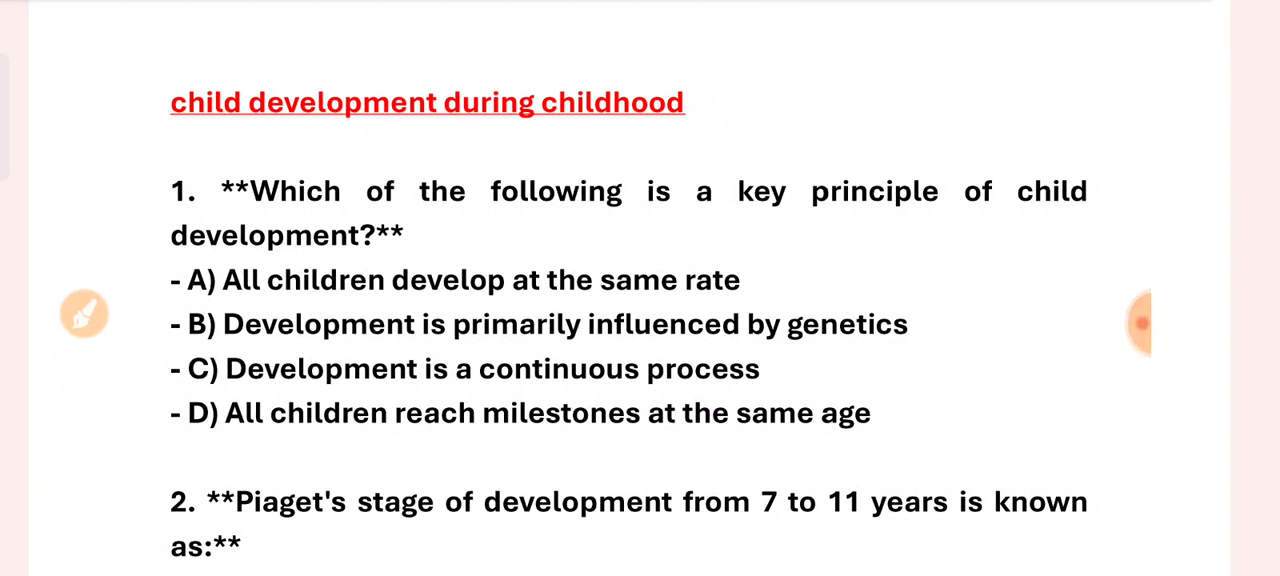 child development during childhood
1. **Which of the following is a key principle of child
development?**
- A) All children develop at the same rate
- B) Development is primarily influenced by genetics
- C) Development is a continuous process
- D) All children reach milestones at the same age
2. **Piaget's stage of development from 7 to 11 years is known
as:**